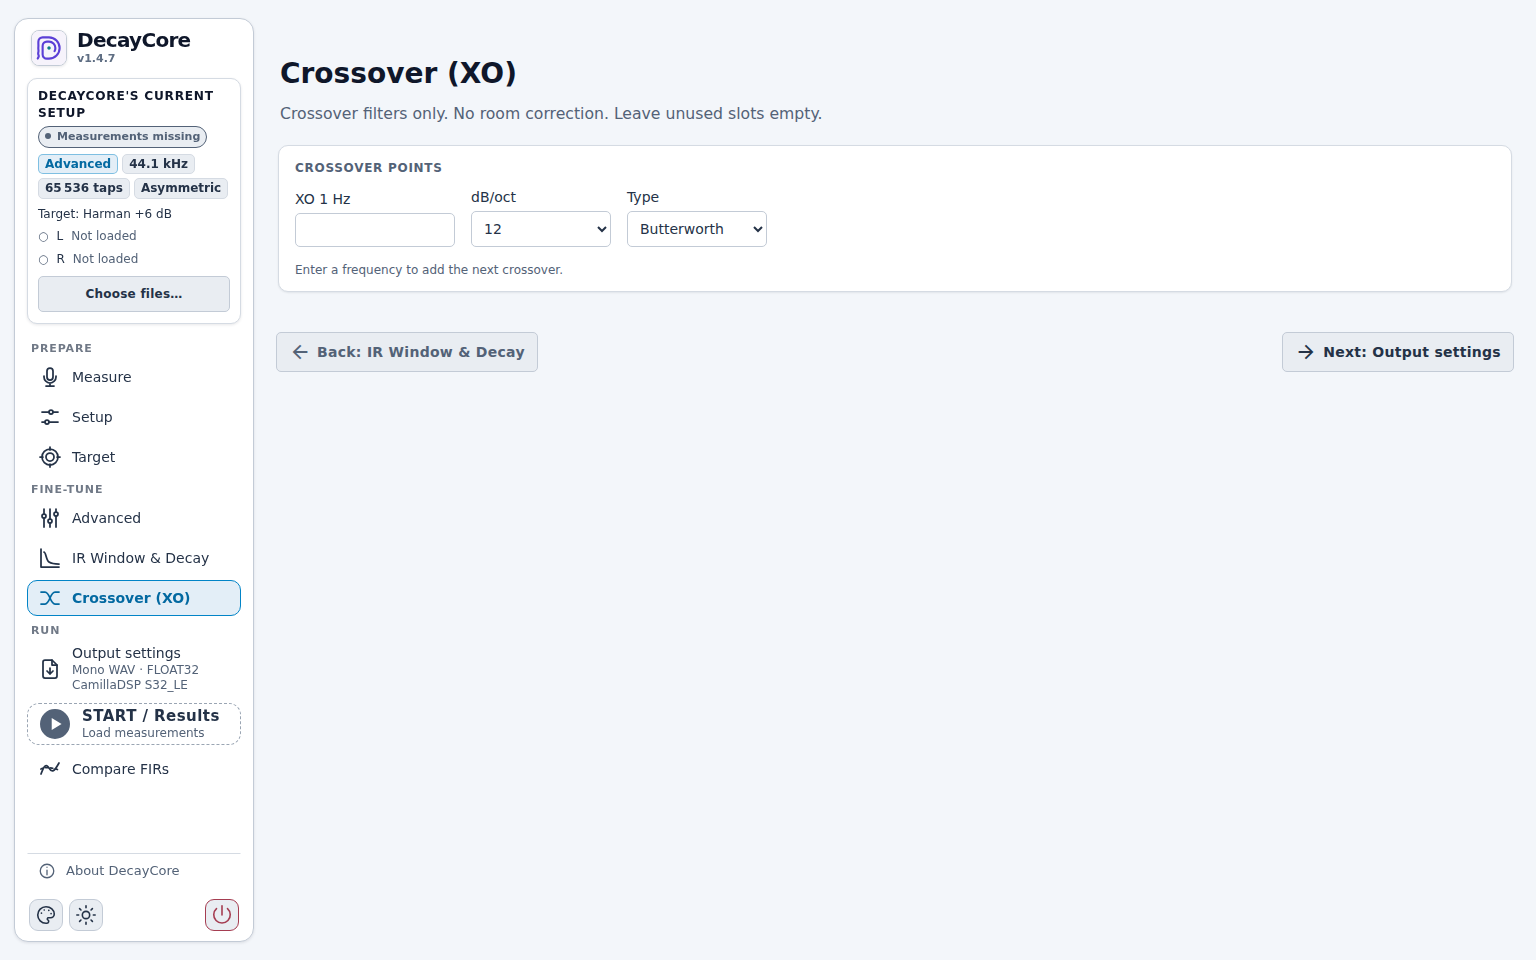 DecayCore
v1.4.7
DECAYCORE'S CURRENT
SETUP
Measurements missing
Advanced
44.1 kHz
65 536 taps
Asymmetric
Target: Harman +6 dB
L Not loaded
R Not loaded
Choose files…
PREPARE
Measure
Setup
Target
FINE-TUNE
Advanced
IR Window & Decay
Crossover (XO)
RUN
Output settings
Mono WAV · FLOAT32
CamillaDSP S32_LE
START / Results
Load measurements
Compare FIRs
About DecayCore
Crossover (XO)
Crossover filters only. No room correction. Leave unused slots empty.
CROSSOVER POINTS
XO 1 Hz
dB/oct
12
Type
Butterworth
Enter a frequency to add the next crossover.
Back: IR Window & Decay
Next: Output settings